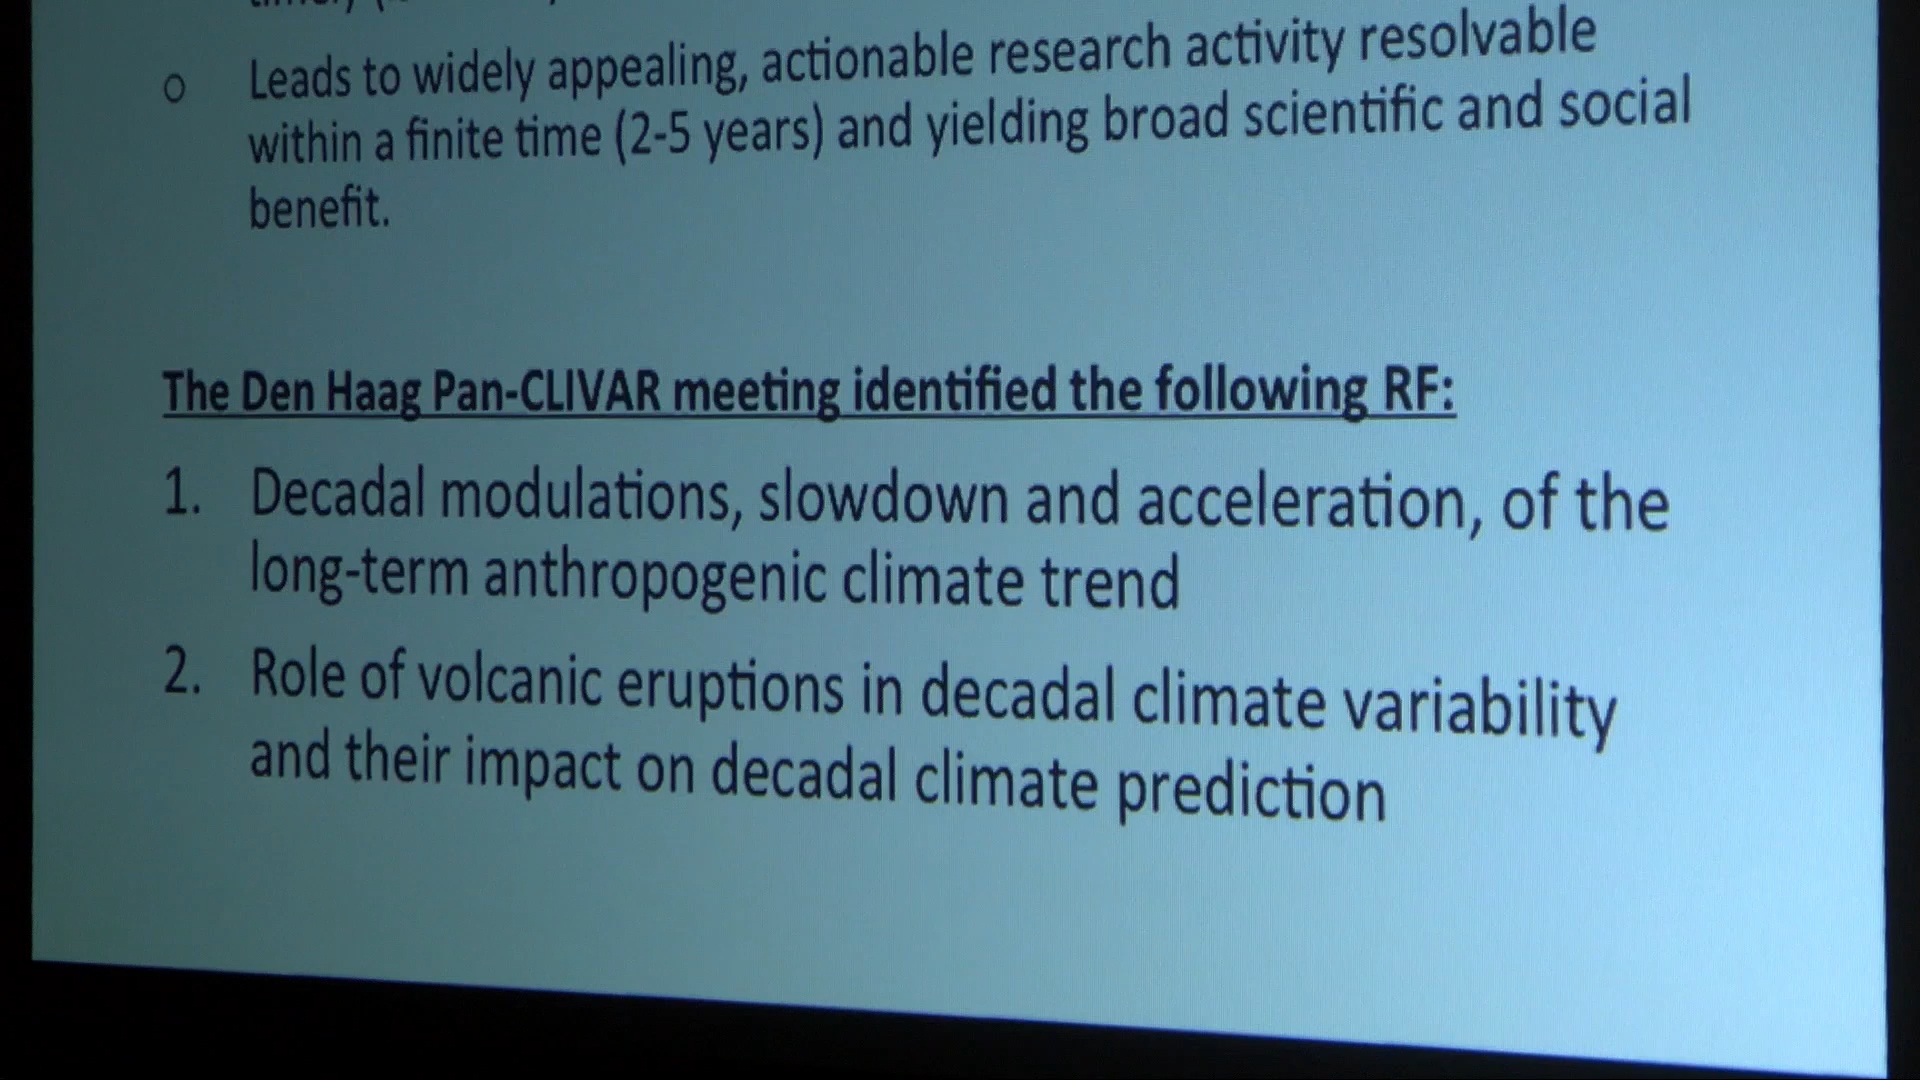 o Leads to widely appealing, actionable research activity resolvable
within a finite time (2-5 years) and yielding broad scientific and social
benefit.
The Den Haag Pan-CLIVAR meeting identified the following RF:
1. Decadal modulations, slowdown and acceleration, of the
long-term anthropogenic climate trend
2. Role of volcanic eruptions in decadal climate variability
and their impact on decadal climate prediction